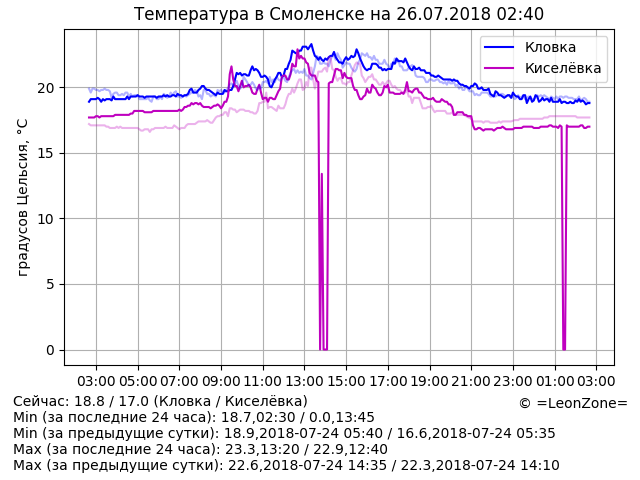 Температура в Смоленске на 26.07.2018 02:40
Кловка
Киселёвка
градусов Цельсия, °C
20
15
10
5
0
03:00 05:00 07:00 09:00 11:00 13:00 15:00 17:00 19:00 21:00 23:00 01:00 03:00
Сейчас: 18.8 / 17.0 (Кловка / Киселёвка)
© =LeonZone=
Min (за последние 24 часа): 18.7,02:30 / 0.0,13:45
Min (за предыдущие сутки): 18.9,2018-07-24 05:40 / 16.6,2018-07-24 05:35
Max (за последние 24 часа): 23.3,13:20 / 22.9,12:40
Max (за предыдущие сутки): 22.6,2018-07-24 14:35 / 22.3,2018-07-24 14:10